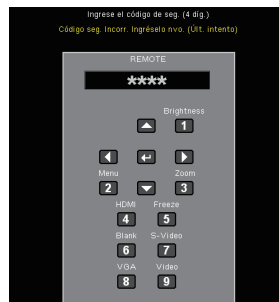 Ingrese el código de seg. (4 díg.)
Código seg. Incorr. Ingréselo nvo. (Últ. intento)
REMOTE
****
Brightness
1
Menu
Zoom
2
3
HDMI
Freeze
4
5
Blank
S-Video
6
7
VGA
Video
8
9